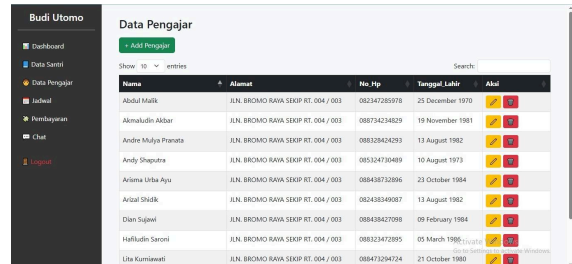 Budi Utomo
Dashboard
Data Santri
Data Pengajar
Jadwal
Pembayaran
Chat
Logout
Data Pengajar
+ Add Pengajar
Show 10 entries
Search:
Nama Alamat No_Hp Tanggal_Lahir Aksi
Abdul Malik JLN. BROMO RAYA SEKIP RT. 004 / 003 082347285978 25 December 1970
Akmaludin Akbar JLN. BROMO RAYA SEKIP RT. 004 / 003 088734234829 19 November 1981
Andre Mulya Pranata JLN. BROMO RAYA SEKIP RT. 004 / 003 088328424293 13 August 1982
Andy Shaputra JLN. BROMO RAYA SEKIP RT. 004 / 003 085324730489 10 August 1973
Arisma Urba Ayu JLN. BROMO RAYA SEKIP RT. 004 / 003 088438732896 23 October 1984
Arizal Shidik JLN. BROMO RAYA SEKIP RT. 004 / 003 082438349087 13 August 1982
Dian Sujawi JLN. BROMO RAYA SEKIP RT. 004 / 003 088438427098 09 February 1984
Hafiludin Saroni JLN. BROMO RAYA SEKIP RT. 004 / 003 088323472895 05 March 1986
Lita Kurniawati JLN. BROMO RAYA SEKIP RT. 004 / 003 088473294724 21 October 1980
Go to Settings to activate Windows.